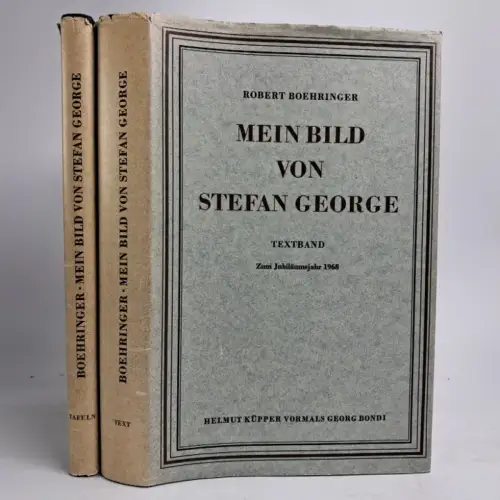 BOEHRINGER · MEIN BILD VON STEFAN GEORGE
TAFELN
BOEHRINGER · MEIN BILD VON STEFAN GEORGE
TEXT
ROBERT BOEHRINGER
MEIN BILD
VON
STEFAN GEORGE
TEXTBAND
Zum Jubiläumsjahr 1968
HELMUT KÜPPER VORMALS GEORG BONDI